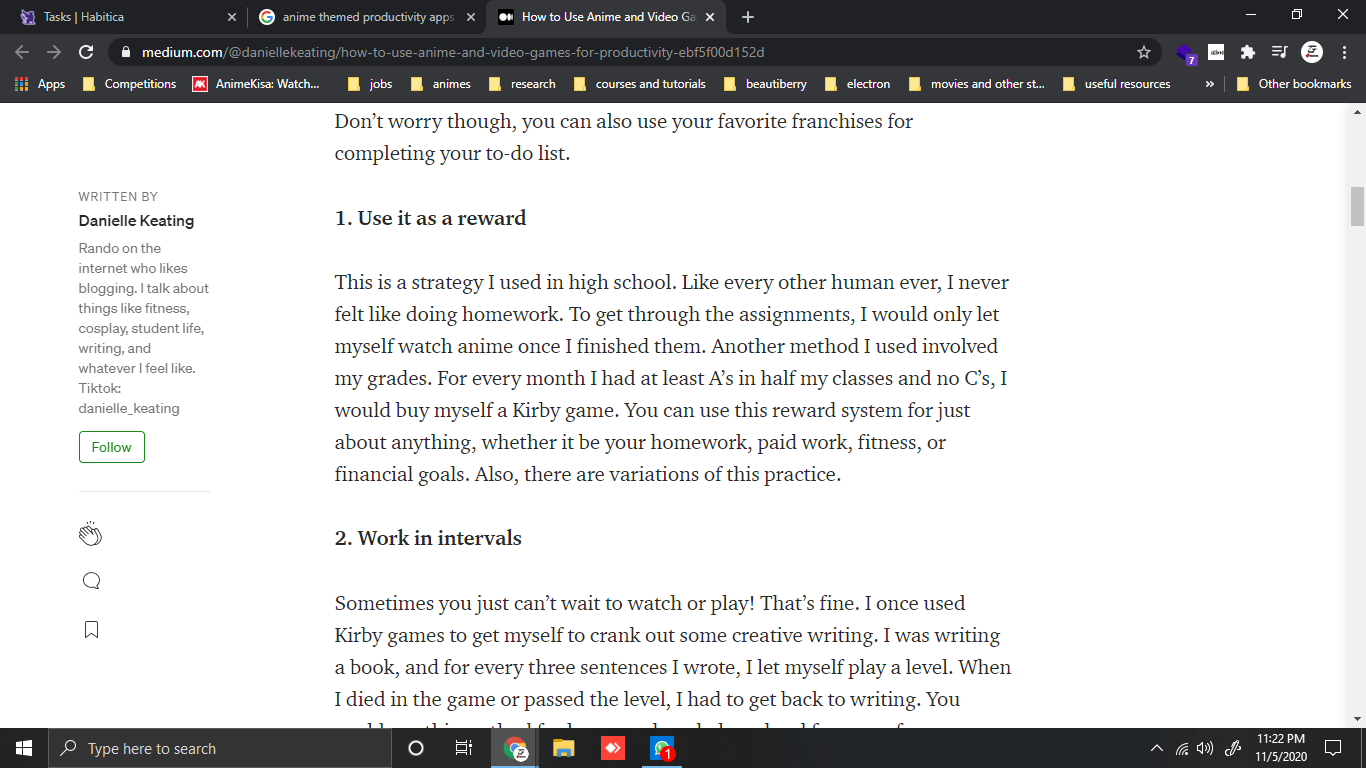 Tasks | Habitica
anime themed productivity apps
How to Use Anime and Video Ga
medium.com/@daniellekeating/how-to-use-anime-and-video-games-for-productivity-ebf5f00d152d
7
Apps
Competitions
AnimeKisa: Watch...
jobs
animes
research
courses and tutorials
beautiberry
electron
movies and other st...
useful resources
»
Other bookmarks
Don’t worry though, you can also use your favorite franchises for
completing your to-do list.
WRITTEN BY
Danielle Keating
Rando on the
internet who likes
blogging. I talk about
things like fitness,
cosplay, student life,
writing, and
whatever I feel like.
Tiktok:
danielle_keating
Follow
1. Use it as a reward
This is a strategy I used in high school. Like every other human ever, I never
felt like doing homework. To get through the assignments, I would only let
myself watch anime once I finished them. Another method I used involved
my grades. For every month I had at least A’s in half my classes and no C’s, I
would buy myself a Kirby game. You can use this reward system for just
about anything, whether it be your homework, paid work, fitness, or
financial goals. Also, there are variations of this practice.
2. Work in intervals
Sometimes you just can’t wait to watch or play! That’s fine. I once used
Kirby games to get myself to crank out some creative writing. I was writing
a book, and for every three sentences I wrote, I let myself play a level. When
I died in the game or passed the level, I had to get back to writing. You
Type here to search
1
11:22 PM
11/5/2020